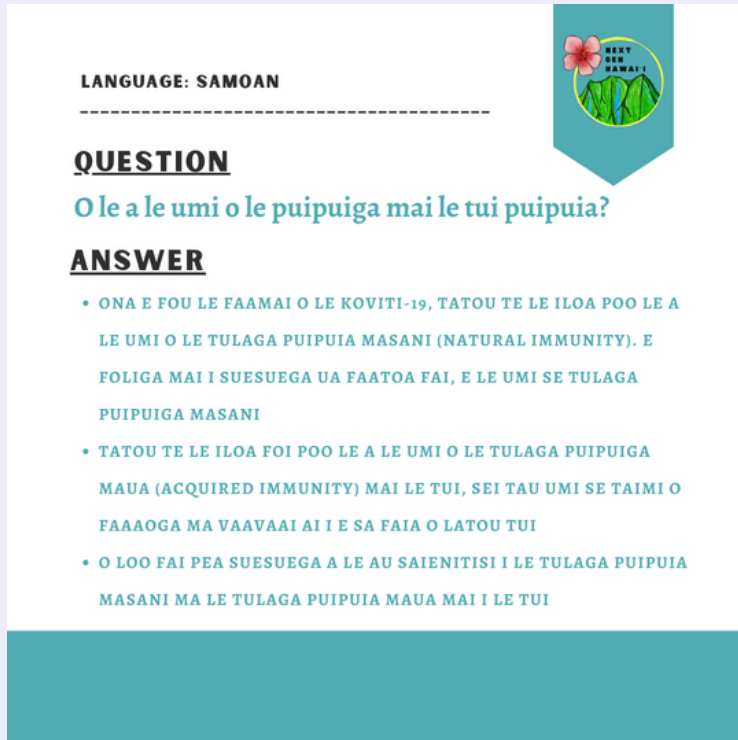 NEXT
GEN
HAWAI'I
LANGUAGE: SAMOAN
QUESTION
O le a le umi o le puipuiga mai le tui puipuia?
ANSWER
• ONA E FOU LE FAAMAI O LE KOVITI-19, TATOU TE LE ILOA POO LE A
LE UMI O LE TULAGA PUIPUIA MASANI (NATURAL IMMUNITY). E
FOLIGA MAI I SUESUEGA UA FAATOA FAI, E LE UMI SE TULAGA
PUIPUIGA MASANI
• TATOU TE LE ILOA FOI POO LE A LE UMI O LE TULAGA PUIPUIGA
MAUA (ACQUIRED IMMUNITY) MAI LE TUI, SEI TAU UMI SE TAIMI O
FAAAOGA MA VAAVAAI AI I E SA FAIA O LATOU TUI
• O LOO FAI PEA SUESUEGA A LE AU SAIENITISI I LE TULAGA PUIPUIA
MASANI MA LE TULAGA PUIPUIA MAUA MAI I LE TUI